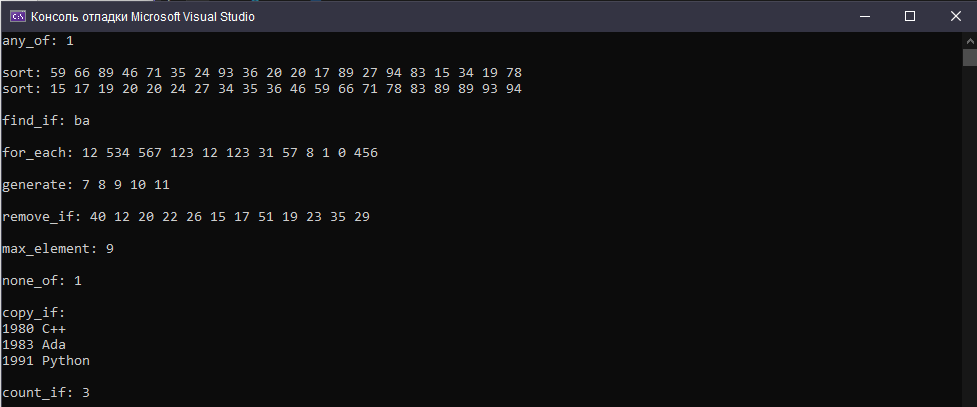 Консоль отладки Microsoft Visual Studio
any_of: 1
sort: 59 66 89 46 71 35 24 93 36 20 20 17 89 27 94 83 15 34 19 78
sort: 15 17 19 20 20 24 27 34 35 36 46 59 66 71 78 83 89 89 93 94
find_if: ba
for_each: 12 534 567 123 12 123 31 57 8 1 0 456
generate: 7 8 9 10 11
remove_if: 40 12 20 22 26 15 17 51 19 23 35 29
max_element: 9
none_of: 1
copy_if:
1980 C++
1983 Ada
1991 Python
count_if: 3